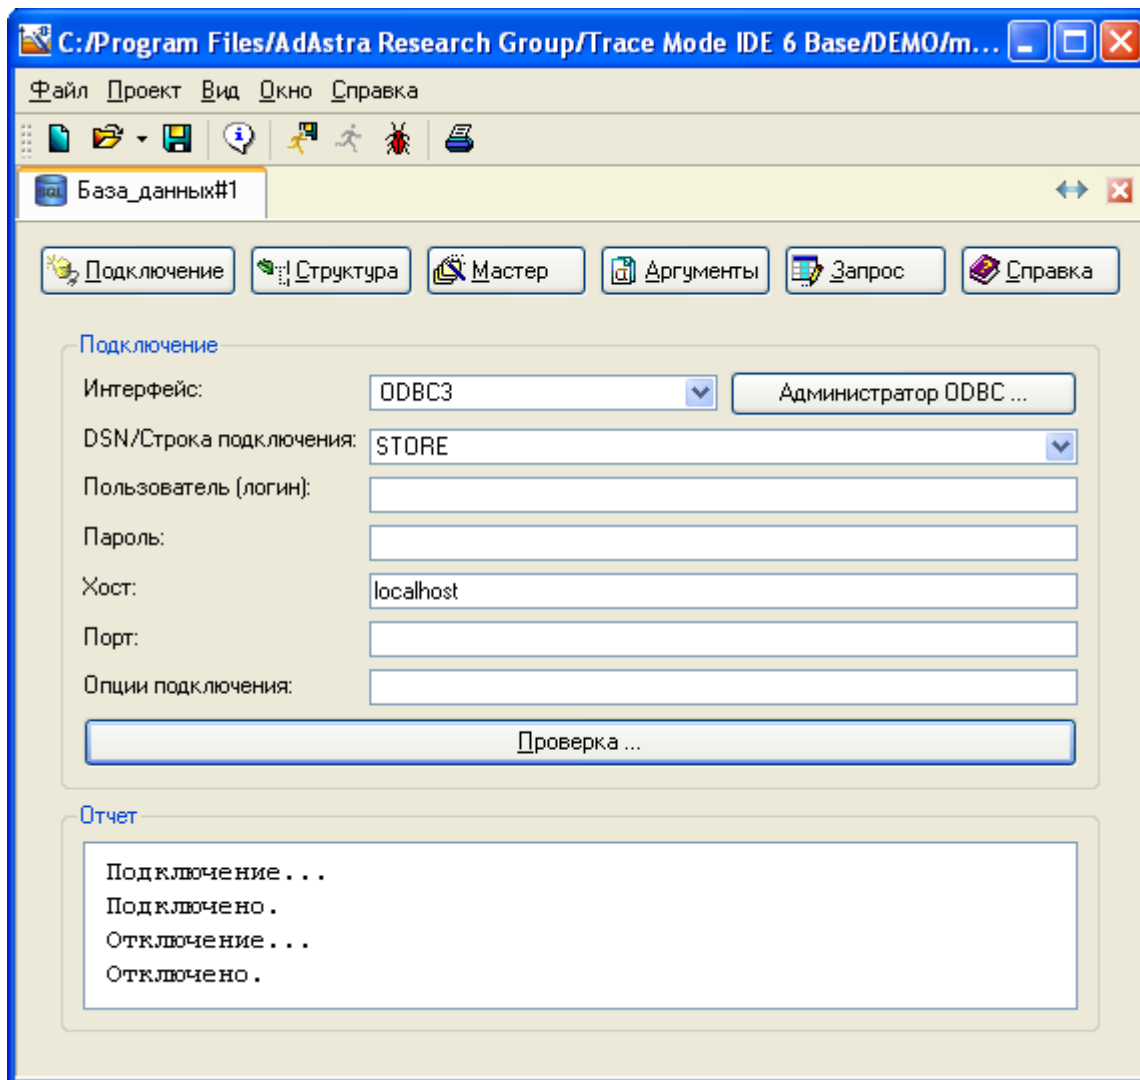 C:/Program Files/AdAstra Research Group/Trace Mode IDE 6 Base/DEMO/m...
Файл Проект Вид Окно Справка
SQL База_данных#1
Подключение Структура Мастер Аргументы Запрос Справка
Подключение
Интерфейс: ODBC3 Администратор ODBC ...
DSN/Строка подключения: STORE
Пользователь (логин):
Пароль:
Хост: localhost
Порт:
Опции подключения:
Проверка ...
Отчет
Подключение...
Подключено.
Отключение...
Отключено.